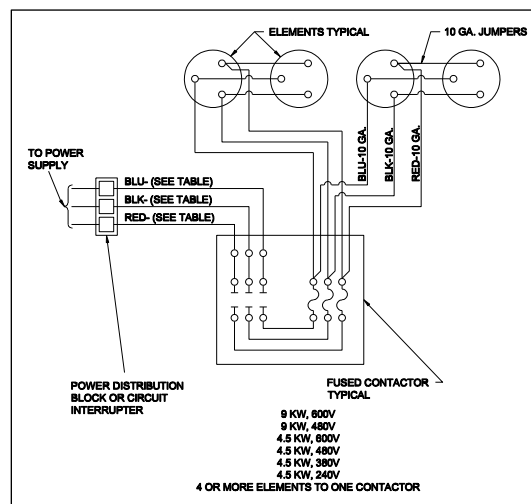 ELEMENTS TYPICAL
10 GA. JUMPERS
BLU-10 GA.
BLK-10 GA.
RED-10 GA.
TO POWER
SUPPLY
BLU- (SEE TABLE)
BLK- (SEE TABLE)
RED- (SEE TABLE)
POWER DISTRIBUTION
BLOCK OR CIRCUIT
INTERRUPTER
FUSED CONTACTOR
TYPICAL
9 KW, 600V
9 KW, 480V
4.5 KW, 600V
4.5 KW, 480V
4.5 KW, 380V
4.5 KW, 240V
4 OR MORE ELEMENTS TO ONE CONTACTOR